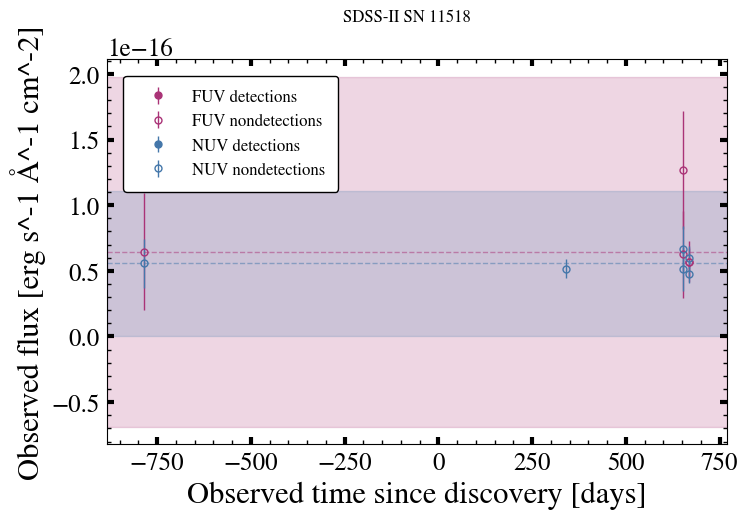 SDSS-II SN 11518
1e−16
Observed flux [erg s^-1 Å^-1 cm^-2]
2.0
1.5
1.0
0.5
0.0
−0.5
FUV detections
FUV nondetections
NUV detections
NUV nondetections
−750 −500 −250 0 250 500 750
Observed time since discovery [days]